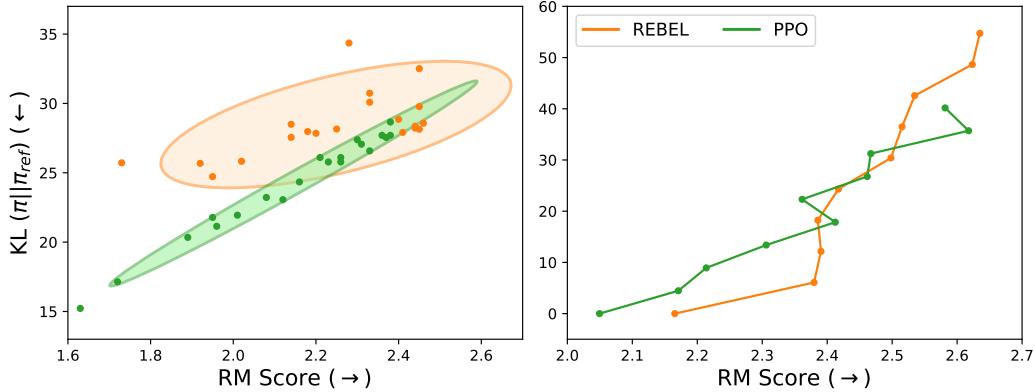 KL (π||π_ref) (←)
35
30
25
20
15
1.6 1.8 2.0 2.2 2.4 2.6
RM Score (→)
REBEL PPO
60
50
40
30
20
10
0
2.0 2.1 2.2 2.3 2.4 2.5 2.6 2.7
RM Score (→)